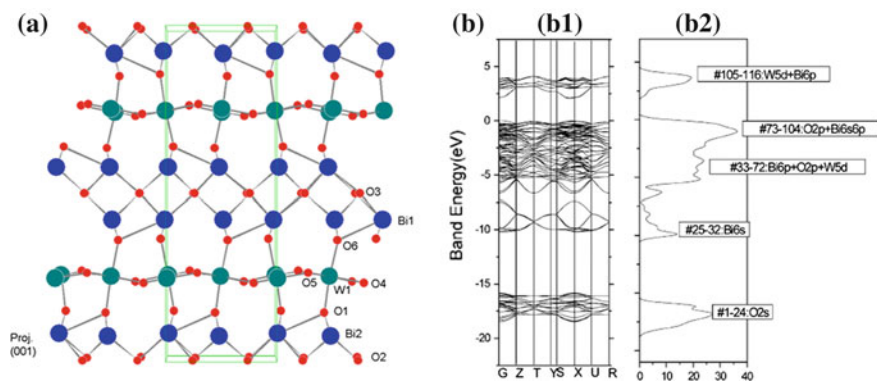 (a)
O3
Bi1
O6
O5
O4
W1
O1
Proj.
(001)
Bi2
O2
(b)
(b1)
(b2)
Band Energy(eV)
5
0
-5
-10
-15
-20
G Z T Y S X U R
#105-116:W5d+Bi6p
#73-104:O2p+Bi6s6p
#33-72:Bi6p+O2p+W5d
#25-32:Bi6s
#1-24:O2s
0 10 20 30 40